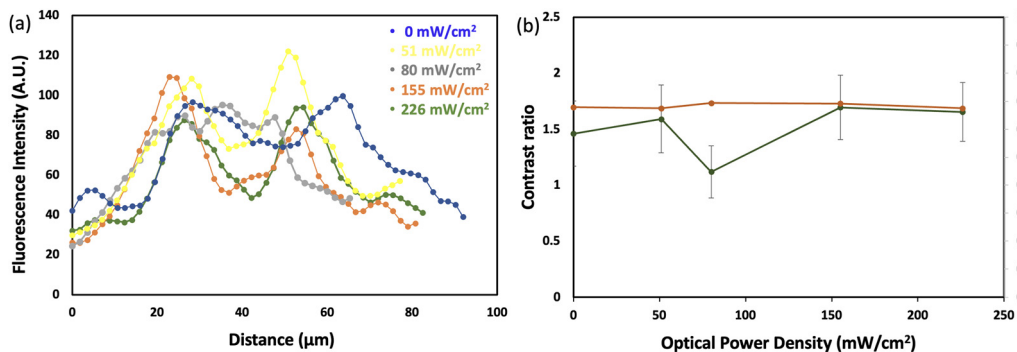 (a)
Fluorescence Intensity (A.U.)
140
120
100
80
60
40
20
0
0 20 40 60 80 100
Distance (μm)
0 mW/cm²
51 mW/cm²
80 mW/cm²
155 mW/cm²
226 mW/cm²
(b)
Contrast ratio
2.5
2
1.5
1
0.5
0
0 50 100 150 200 250
Optical Power Density (mW/cm²)